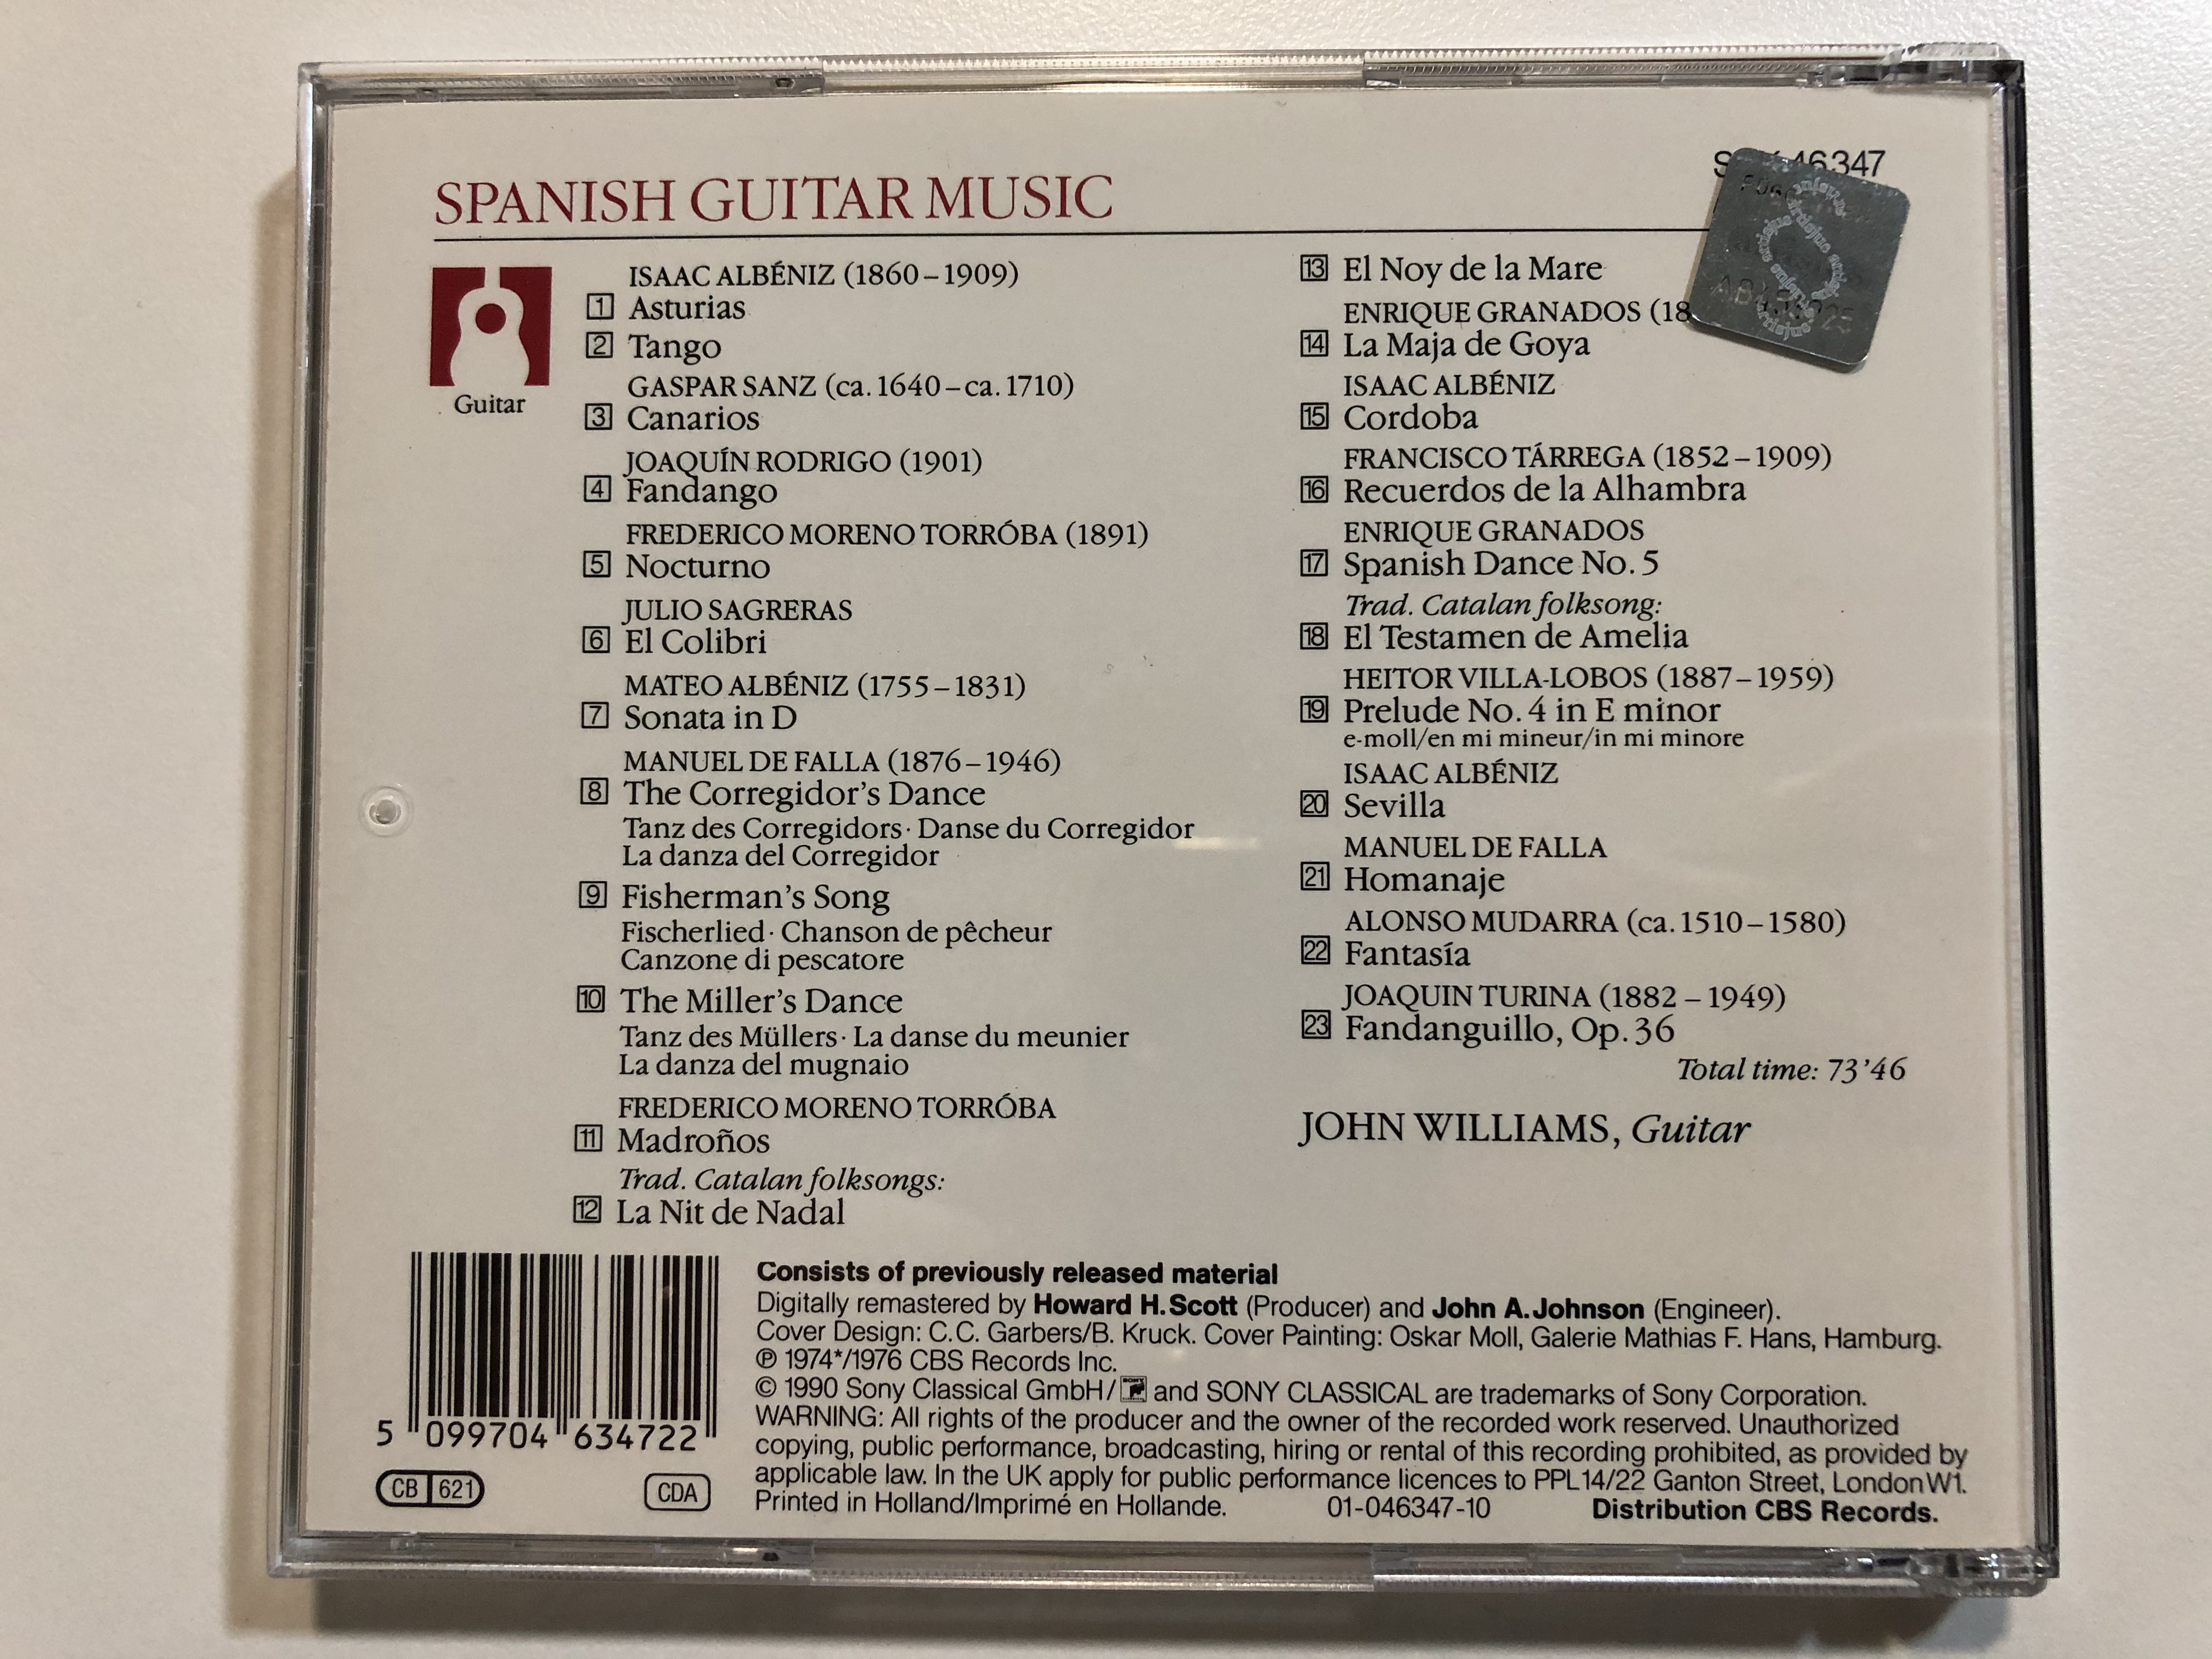 46347
SPANISH GUITAR MUSIC
Guitar
ISAAC ALBÉNIZ (1860–1909)
1 Asturias
2 Tango
GASPAR SANZ (ca. 1640–ca. 1710)
3 Canarios
JOAQUÍN RODRIGO (1901)
4 Fandango
FREDERICO MORENO TORRÓBA (1891)
5 Nocturno
JULIO SAGRERAS
6 El Colibri
MATEO ALBÉNIZ (1755–1831)
7 Sonata in D
MANUEL DE FALLA (1876–1946)
8 The Corregidor's Dance
Tanz des Corregidors · Danse du Corregidor
La danza del Corregidor
9 Fisherman's Song
Fischerlied · Chanson de pêcheur
Canzone di pescatore
10 The Miller's Dance
Tanz des Müllers · La danse du meunier
La danza del mugnaio
FREDERICO MORENO TORRÓBA
11 Madroños
Trad. Catalan folksongs:
12 La Nit de Nadal
13 El Noy de la Mare
ENRIQUE GRANADOS (18
14 La Maja de Goya
ISAAC ALBÉNIZ
15 Cordoba
FRANCISCO TÁRREGA (1852–1909)
16 Recuerdos de la Alhambra
ENRIQUE GRANADOS
17 Spanish Dance No. 5
Trad. Catalan folksong:
18 El Testamen de Amelia
HEITOR VILLA-LOBOS (1887–1959)
19 Prelude No. 4 in E minor
e-moll/en mi mineur/in mi minore
ISAAC ALBÉNIZ
20 Sevilla
MANUEL DE FALLA
21 Homanaje
ALONSO MUDARRA (ca. 1510–1580)
22 Fantasía
JOAQUIN TURINA (1882 – 1949)
23 Fandanguillo, Op. 36
Total time: 73'46
JOHN WILLIAMS, Guitar
5 099704 634722
CB 621
CDA
Consists of previously released material
Digitally remastered by Howard H. Scott (Producer) and John A. Johnson (Engineer).
Cover Design: C.C. Garbers/B. Kruck. Cover Painting: Oskar Moll, Galerie Mathias F. Hans, Hamburg.
℗ 1974*/1976 CBS Records Inc.
© 1990 Sony Classical GmbH/ and SONY CLASSICAL are trademarks of Sony Corporation.
WARNING: All rights of the producer and the owner of the recorded work reserved. Unauthorized
copying, public performance, broadcasting, hiring or rental of this recording prohibited, as provided by
applicable law. In the UK apply for public performance licences to PPL 14/22 Ganton Street, London W1.
Printed in Holland/Imprimé en Hollande. 01-046347-10 Distribution CBS Records.